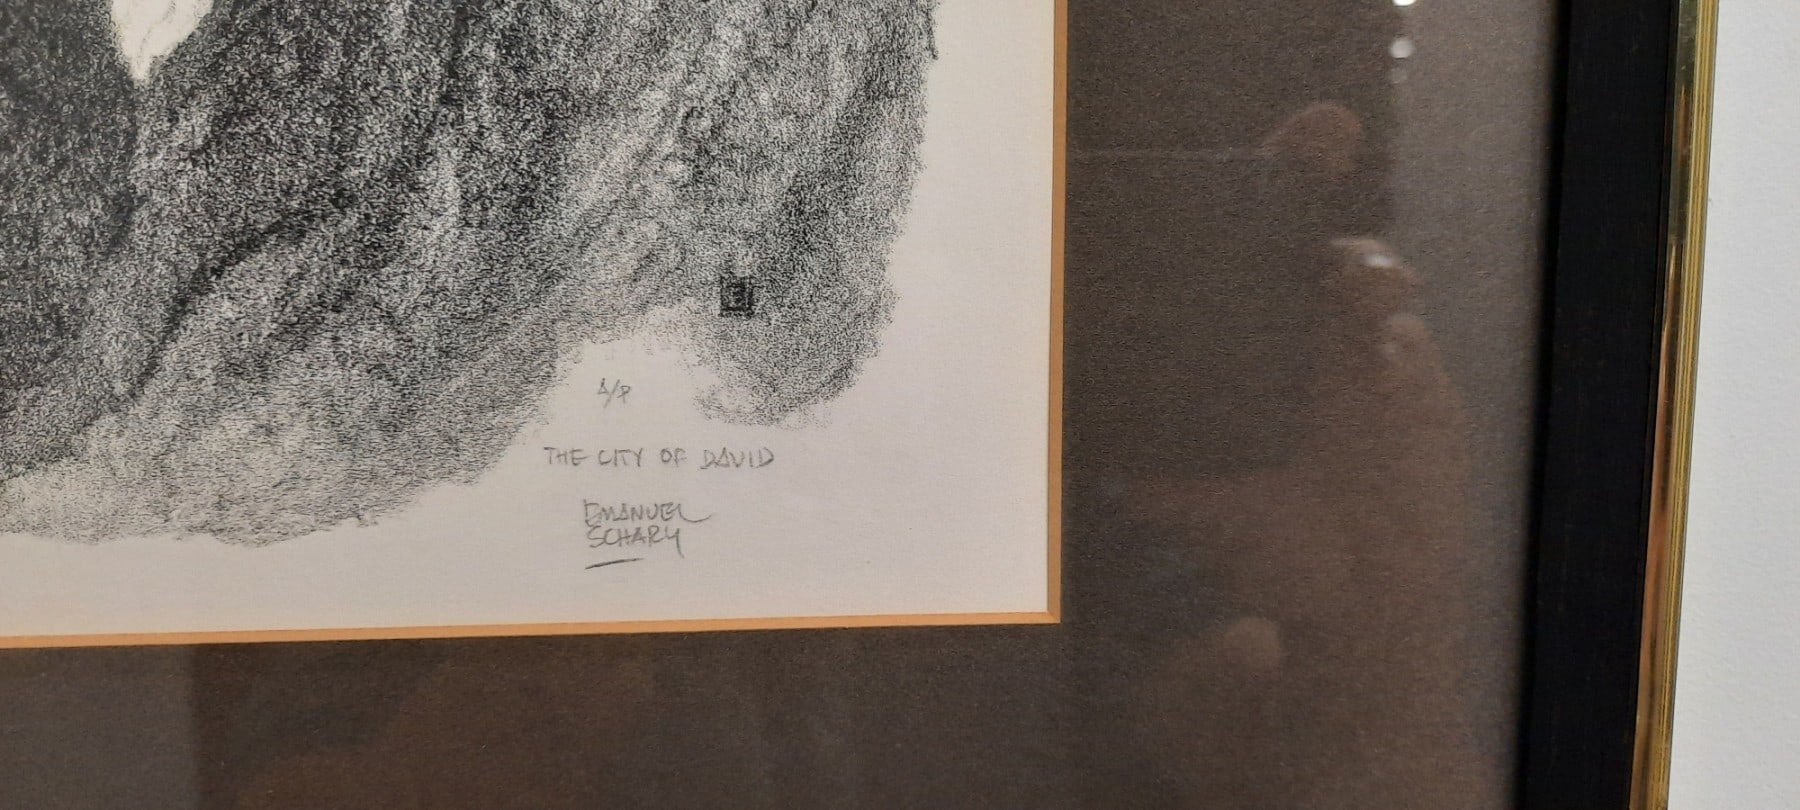 A/P
THE CITY OF DAVID
EMANUEL
SCHARY